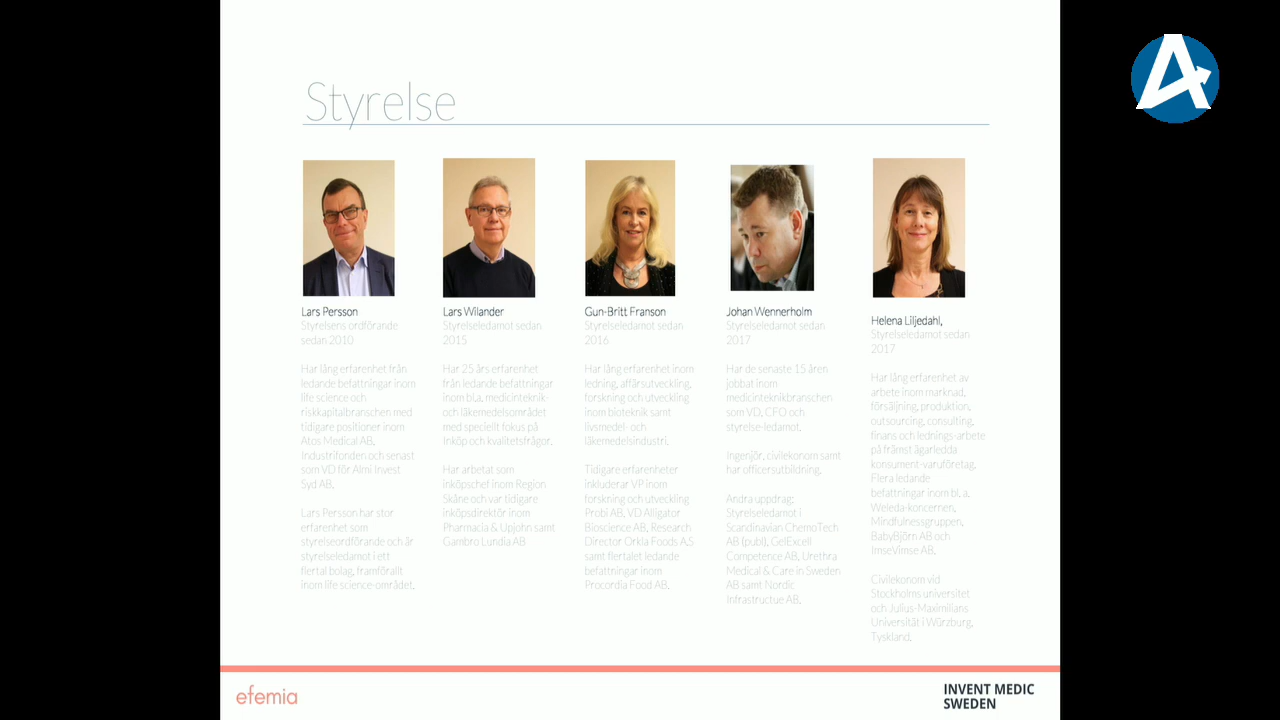 Styrelse
Lars Persson
Styrelsens ordförande
sedan 2010
Har lång erfarenhet från
ledande befattningar inom
life science och
riskkapitalbranschen med
tidigare positioner inom
Atos Medical AB,
Industrifonden och senast
som VD för Almi Invest
Syd AB.
Lars Persson har stor
erfarenhet som
styrelseordförande och är
styrelseledamot i ett
flertal bolag, framförallt
inom life science-området.
Lars Wilander
Styrelseledamot sedan
2015
Har 25 års erfarenhet
från ledande befattningar
inom bl.a, medicinteknik-
och läkemedelsområdet
med speciell fokus på
Inköp och kvalitetsfrågor.
Har arbetat som
inköpschef inom Region
Skåne och var tidigare
inköpsdirektör inom
Pharmacia & Upjohn samt
Gambro Lundia AB
Gun-Britt Franson
Styrelseledamot sedan
2016
Har lång erfarenhet inom
ledning, affärsutveckling,
forskning och utveckling
inom bioteknik samt
livsmedel- och
läkemedelsindustri.
Tidigare erfarenheter
inkluderar VP inom
forskning och utveckling
Probi AB, VD Alligator
Bioscience AB, Research
Director Orkla Foods A.S
samt flertalet ledande
befattningar inom
Procordia Food AB.
Johan Wennerholm
Styrelseledamot sedan
2017
Har de senaste 15 åren
jobbat inom
medicinteknikbranschen
som VD, CFO och
styrelse-ledamot.
Ingenjör, civilekonom samt
har officersutbildning.
Andra uppdrag:
Styrelseledamot i
Scandinavian ChemoTech
AB (publ), GelExcell
Competence AB, Urethra
Medical & Care in Sweden
AB samt Nordic
Infrastructue AB.
Helena Liljedahl,
Styrelseledamot sedan
2017
Har lång erfarenhet av
arbete inom marknad,
försäljning, produktion,
outsourcing, consulting,
finans och lednings-arbete
på främst ägarledda
konsument-varuföretag.
Flera ledande
befattningar inom bl. a.
Weleda-koncernen,
Mindfulnessgruppen,
BabyBjörn AB och
ImseVimse AB.
Civilekonom vid
Stockholms universitet
och Julius-Maximilians
Universität i Würzburg,
Tyskland.
efemia
INVENT MEDIC
SWEDEN